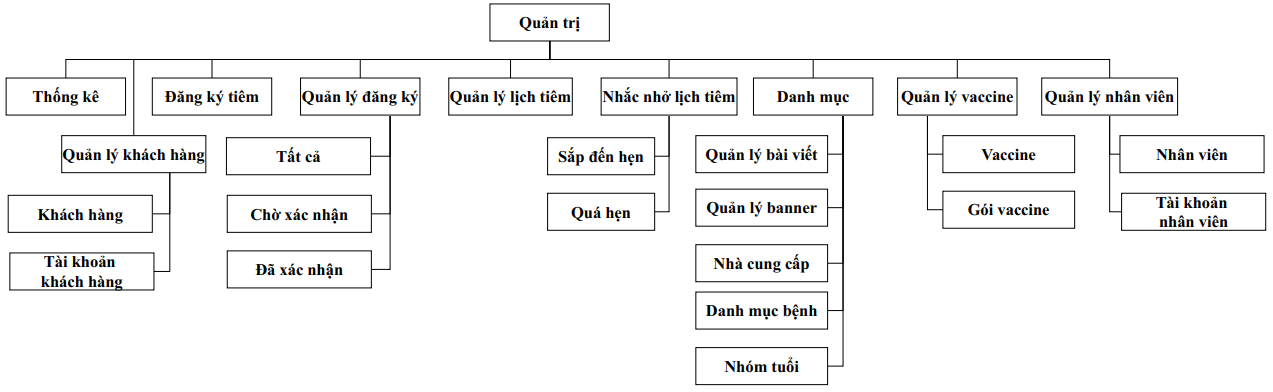 Quản trị
Thống kê
Đăng ký tiêm
Quản lý đăng ký
Quản lý lịch tiêm
Nhắc nhở lịch tiêm
Danh mục
Quản lý vaccine
Quản lý nhân viên
Quản lý khách hàng
Tất cả
Sắp đến hẹn
Quản lý bài viết
Vaccine
Nhân viên
Khách hàng
Chờ xác nhận
Quá hẹn
Quản lý banner
Gói vaccine
Tài khoản
nhân viên
Tài khoản
khách hàng
Đã xác nhận
Nhà cung cấp
Danh mục bệnh
Nhóm tuổi